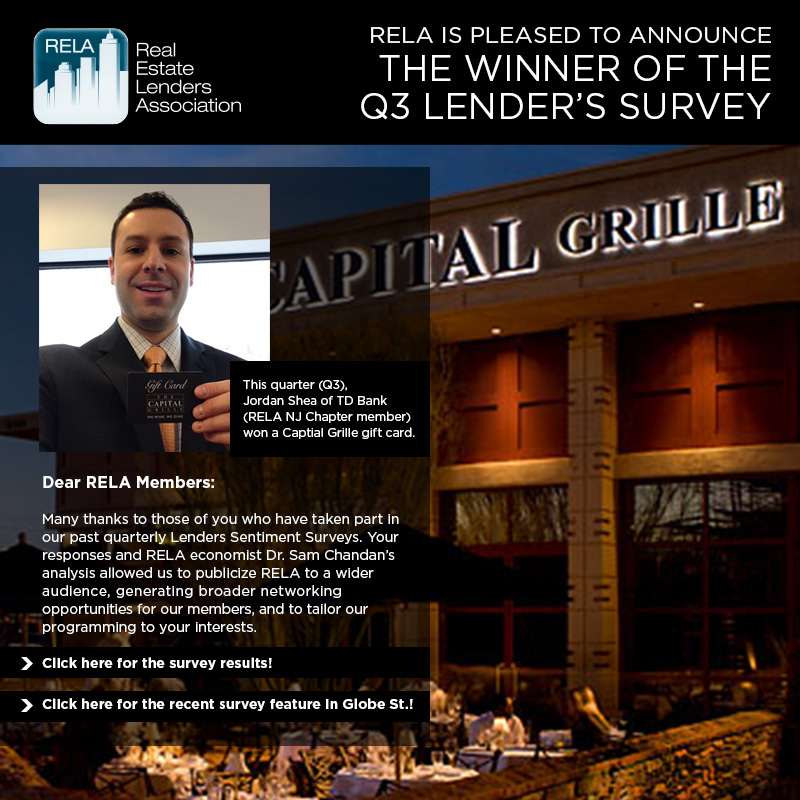 RELA
Real
Estate
Lenders
Association
RELA IS PLEASED TO ANNOUNCE
THE WINNER OF THE
Q3 LENDER'S SURVEY
CAPITAL GRILLE
Gift Card
THE
CAPITAL
GRILLE
WE WINE. WE DINE.
This quarter (Q3),
Jordan Shea of TD Bank
(RELA NJ Chapter member)
won a Captial Grille gift card.
Dear RELA Members:
Many thanks to those of you who have taken part in
our past quarterly Lenders Sentiment Surveys. Your
responses and RELA economist Dr. Sam Chandan's
analysis allowed us to publicize RELA to a wider
audience, generating broader networking
opportunities for our members, and to tailor our
programming to your interests.
Click here for the survey results!
Click here for the recent survey feature in Globe St.!